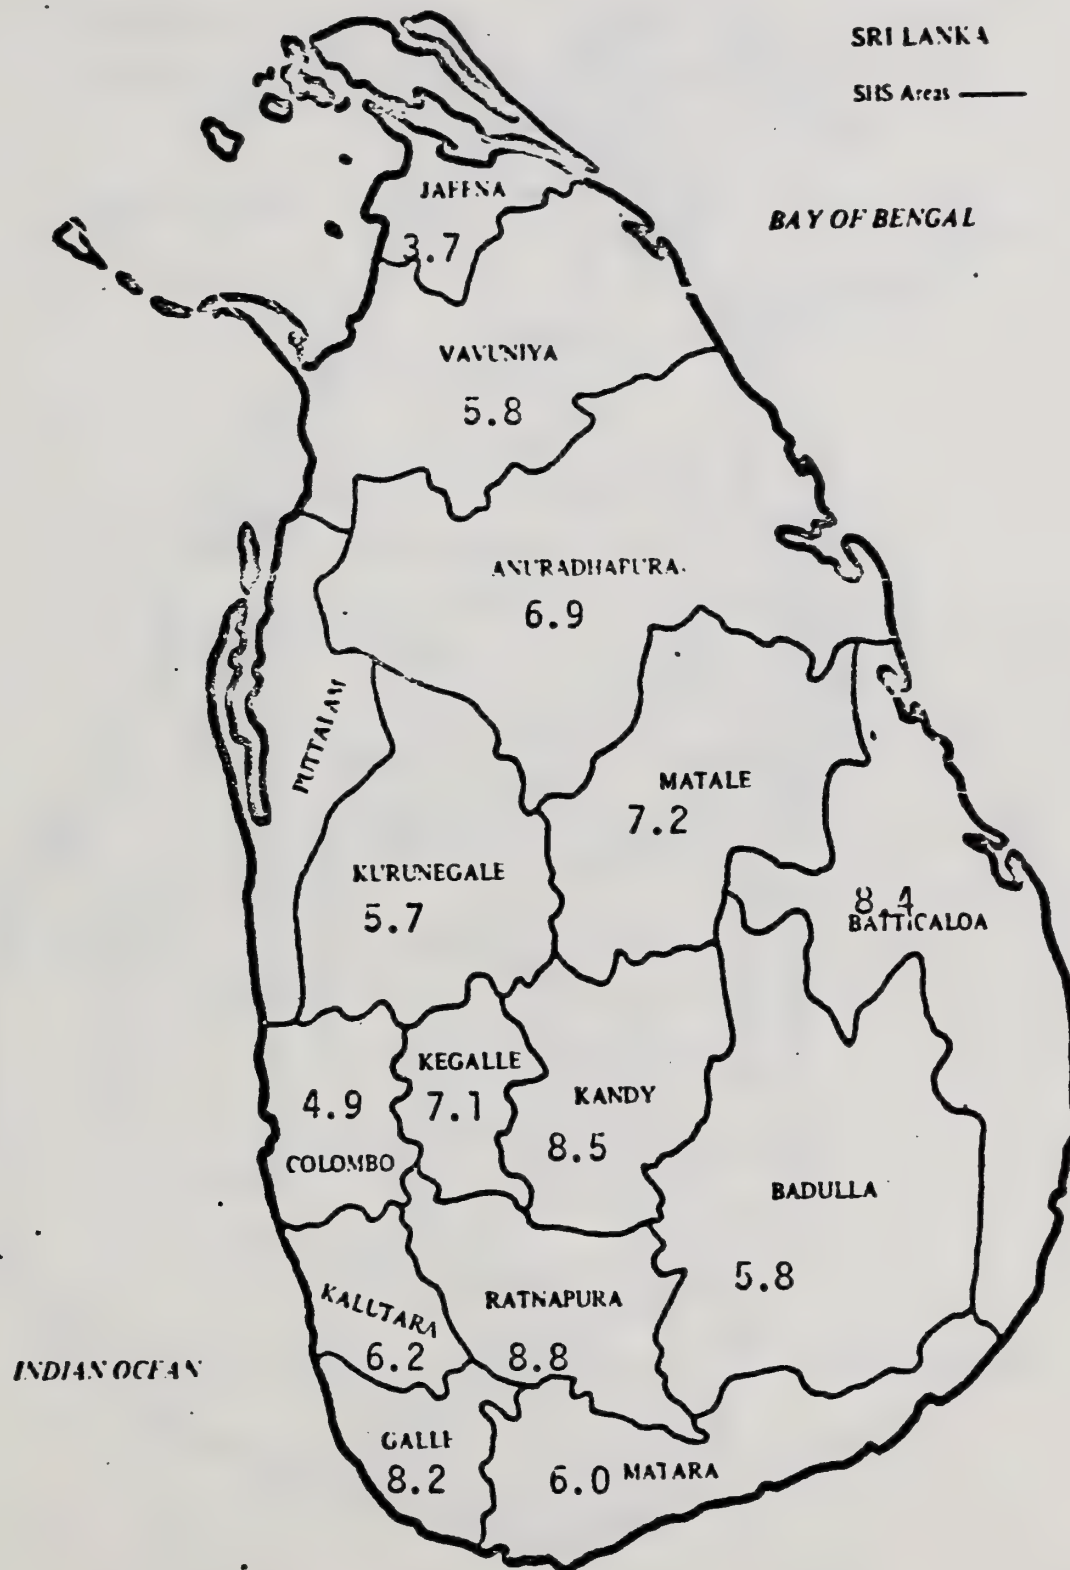 SRI LANKA
SHS Areas
BAY OF BENGAL
JAFFNA
3.7
VAVUNIYA
5.8
ANURADHAPURA
6.9
PUTTALAM
MATALE
7.2
KURUNEGALE
5.7
8.4
BATTICALOA
KEGALLE
7.1
KANDY
8.5
4.9
COLOMBO
BADULLA
5.8
KALUTARA
6.2
RATNAPURA
8.8
INDIAN OCEAN
GALLE
8.2
6.0 MATARA